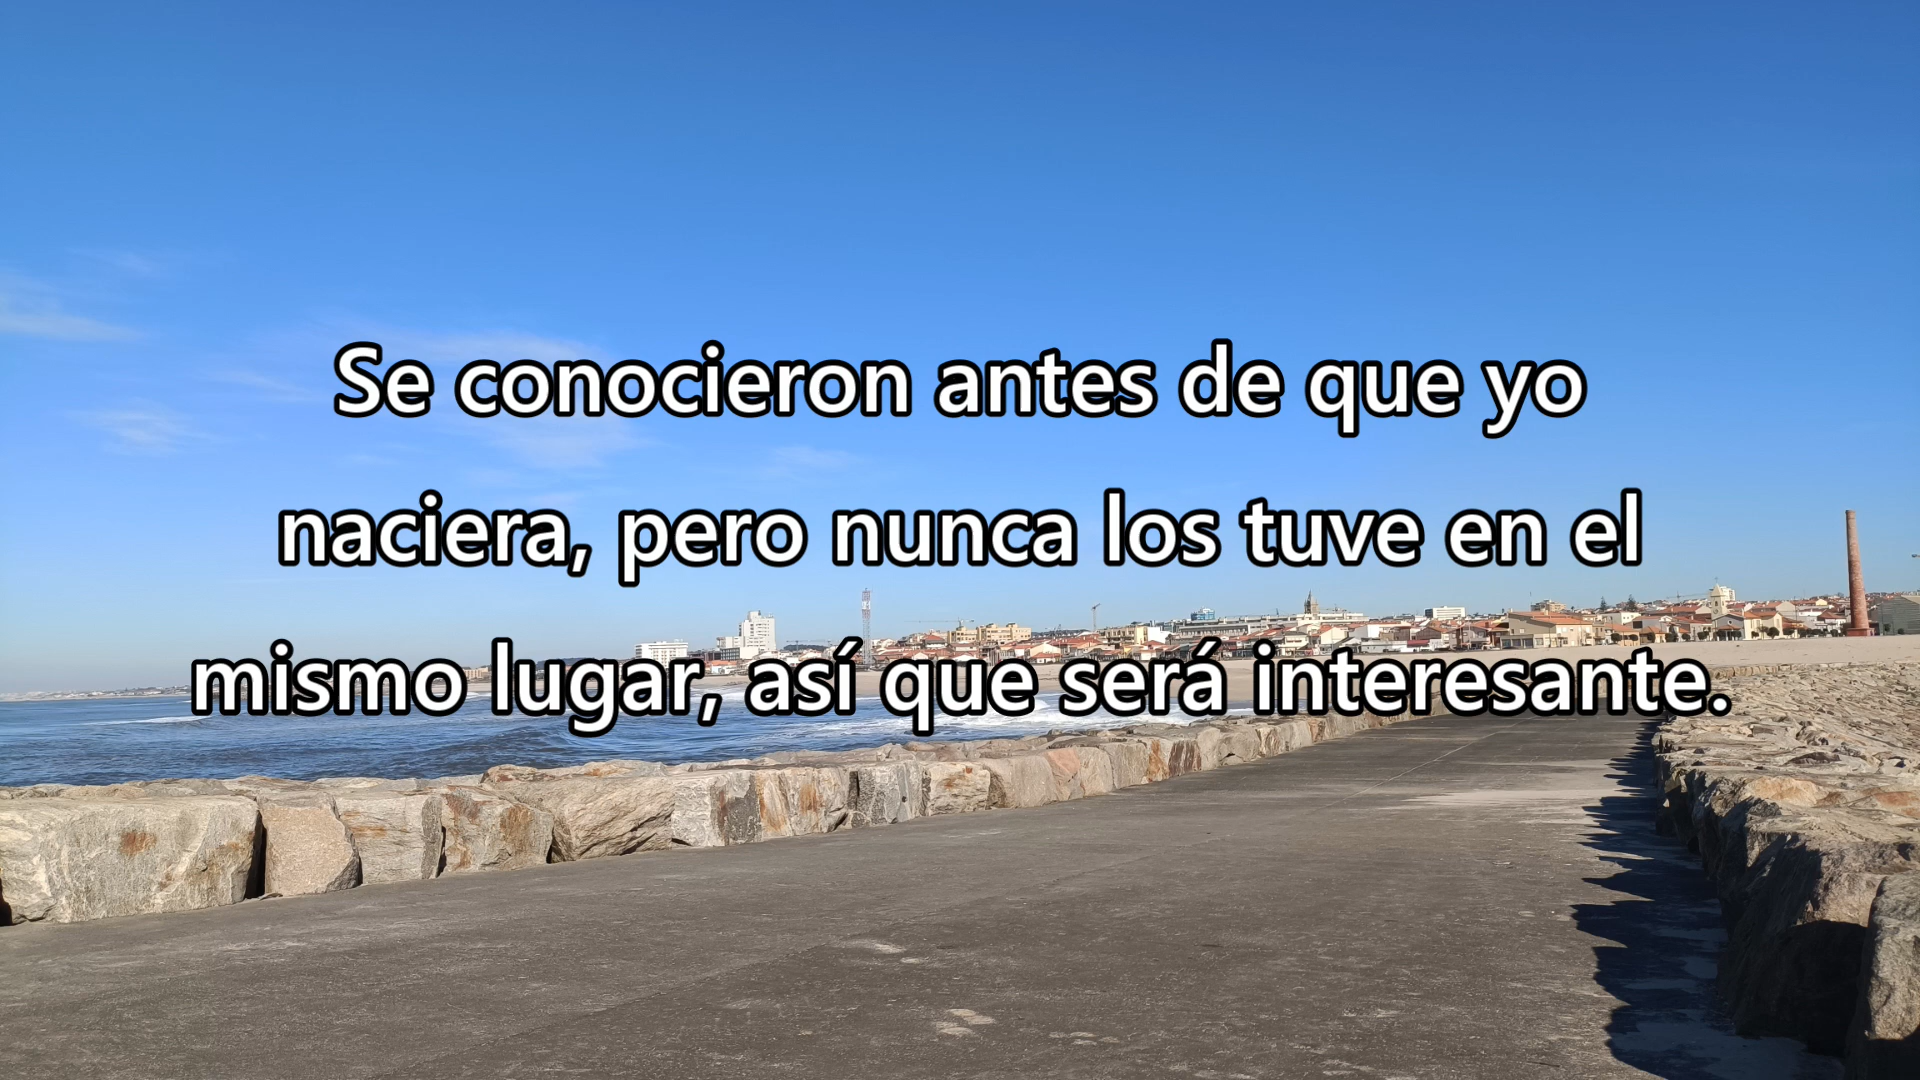 Se conocieron antes de que yo
naciera, pero nunca los tuve en el
mismo lugar, así que será interesante.